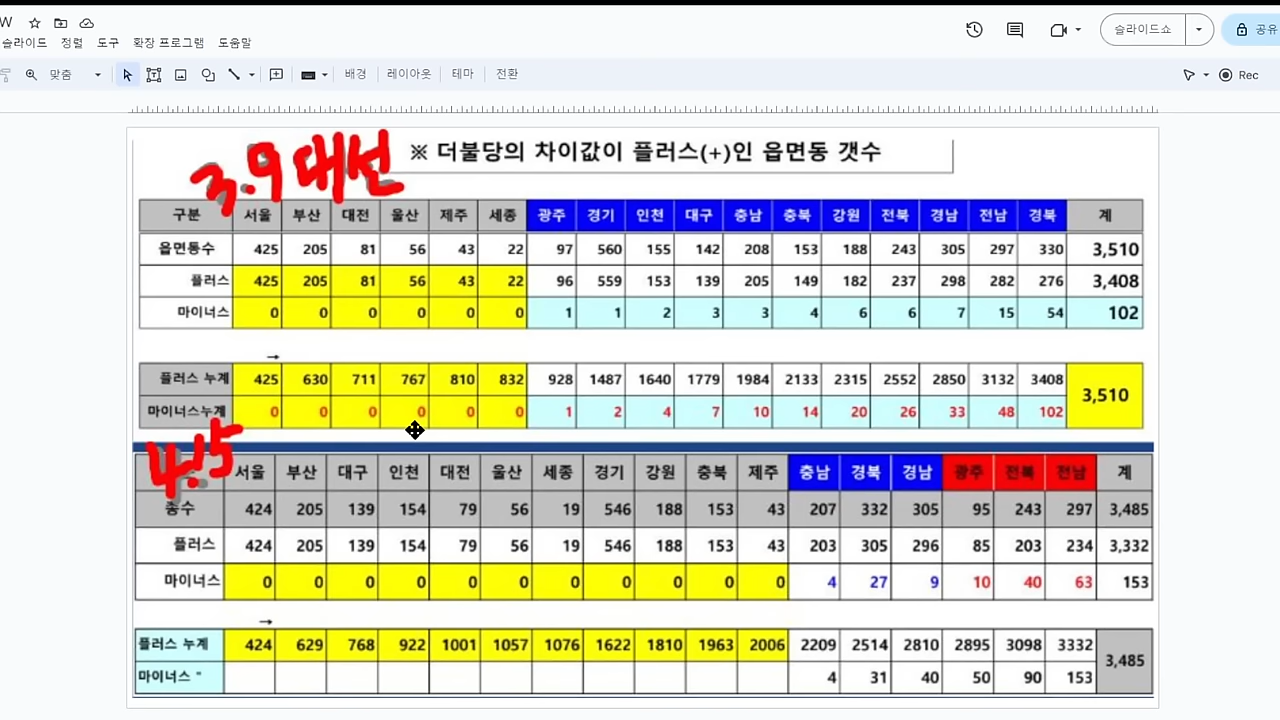 W
슬라이드 정렬 도구 확장 프로그램 도움말
슬라이드쇼
공유
맞춤
배경 레이아웃 테마 전환
Rec
3.9 대선
※ 더불당의 차이값이 플러스(+)인 읍면동 갯수
구분 서울 부산 대전 울산 제주 세종 광주 경기 인천 대구 충남 충북 강원 전북 경남 전남 경북 계
읍면동수 425 205 81 56 43 22 97 560 155 142 208 153 188 243 305 297 330 3,510
플러스 425 205 81 56 43 22 96 559 153 139 205 149 182 237 298 282 276 3,408
마이너스 0 0 0 0 0 0 1 1 2 3 3 4 6 6 7 15 54 102
→
플러스 누계 425 630 711 767 810 832 928 1487 1640 1779 1984 2133 2315 2552 2850 3132 3408 3,510
마이너스누계 0 0 0 0 0 0 1 2 4 7 10 14 20 26 33 48 102
4.15
서울 부산 대구 인천 대전 울산 세종 경기 강원 충북 제주 충남 경북 경남 광주 전북 전남 계
총수 424 205 139 154 79 56 19 546 188 153 43 207 332 305 95 243 297 3,485
플러스 424 205 139 154 79 56 19 546 188 153 43 203 305 296 85 203 234 3,332
마이너스 0 0 0 0 0 0 0 0 0 0 0 4 27 9 10 40 63 153
→
플러스 누계 424 629 768 922 1001 1057 1076 1622 1810 1963 2006 2209 2514 2810 2895 3098 3332 3,485
마이너스 " 4 31 40 50 90 153